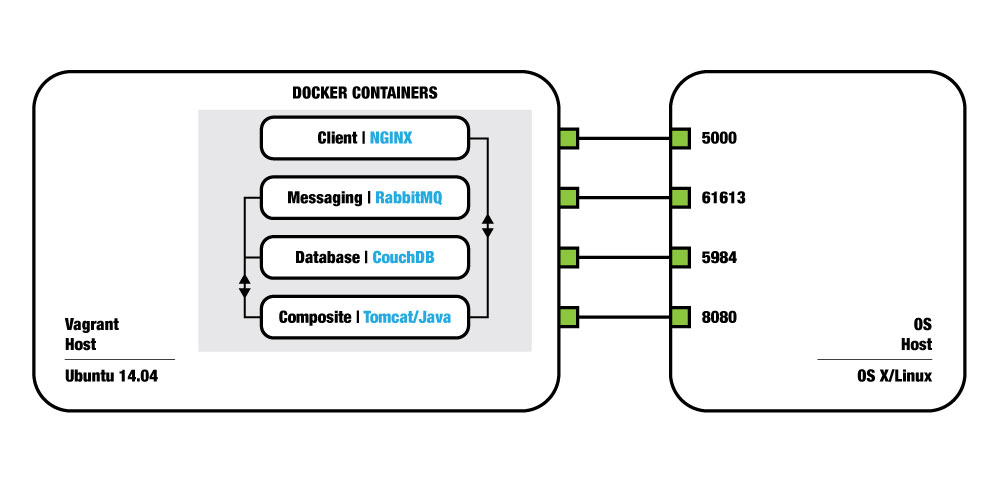 DOCKER CONTAINERS
Client | NGINX
Messaging | RabbitMQ
Database | CouchDB
Composite | Tomcat/Java
Vagrant
Host
Ubuntu 14.04
5000
61613
5984
8080
OS
Host
OS X/Linux